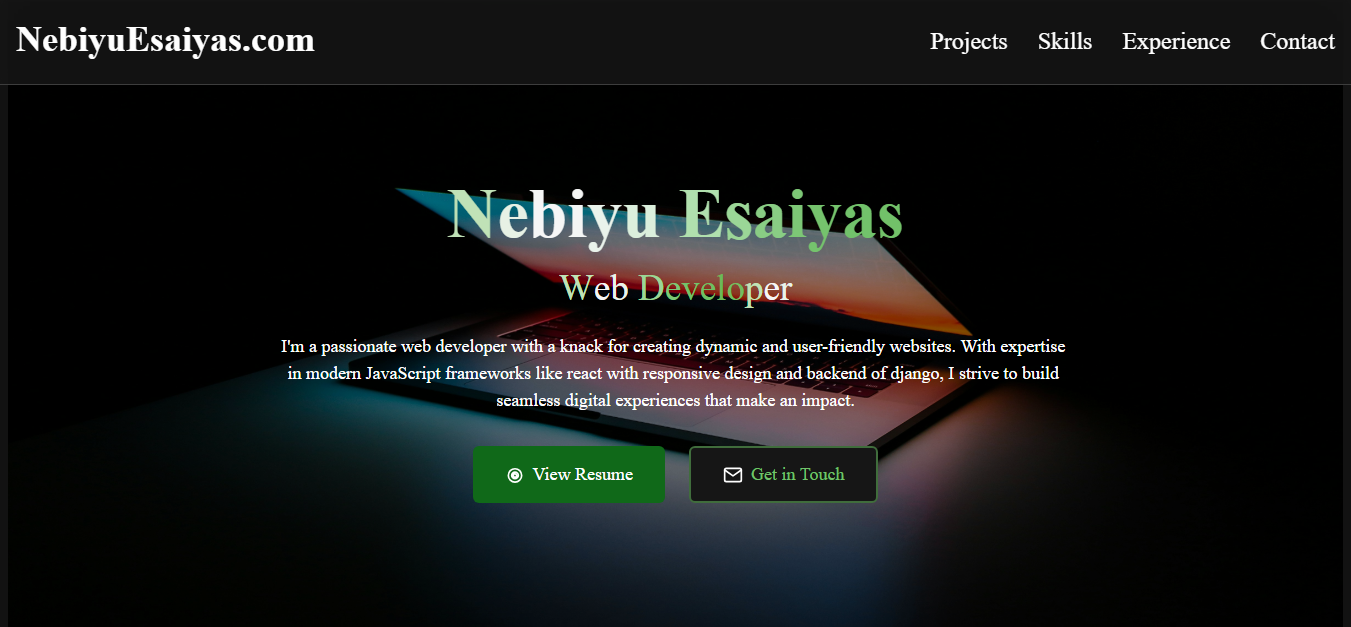 NebiyuEsaiyas.com
Projects Skills Experience Contact
Nebiyu Esaiyas
Web Developer
I'm a passionate web developer with a knack for creating dynamic and user-friendly websites. With expertise
in modern JavaScript frameworks like react with responsive design and backend of django, I strive to build
seamless digital experiences that make an impact.
View Resume
Get in Touch